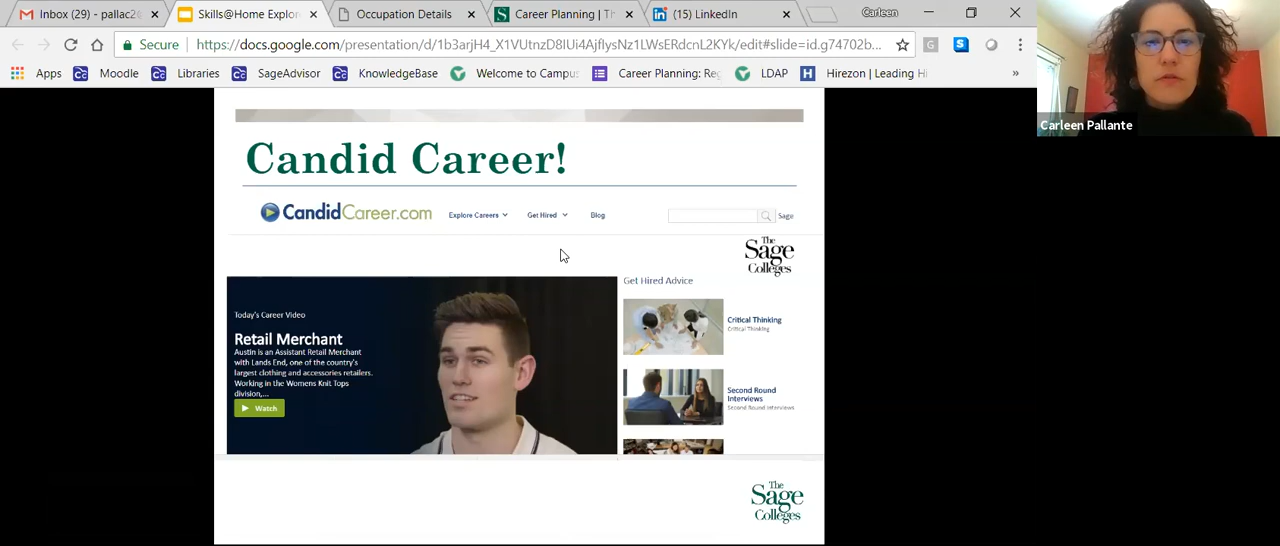 Inbox (29) - pallac2
Skills@Home Explor
Occupation Details
Career Planning | Th
(15) LinkedIn
Carleen
Secure
https://docs.google.com/presentation/d/1b3arjH4_X1VUtnzD8IUi4AjflysNz1LWsERdcnL2KYk/edit#slide=id.g74702b...
Apps
Moodle
Libraries
SageAdvisor
KnowledgeBase
Welcome to Campus
Career Planning: Reg
LDAP
Hirezon | Leading Hi
»
Carleen Pallante
Candid Career!
CandidCareer.com
Explore Careers
Get Hired
Blog
Sage
The
Sage
Colleges
Today's Career Video
Retail Merchant
Austin is an Assistant Retail Merchant
with Lands End, one of the country's
largest clothing and accessories retailers.
Working in the Womens Knit Tops
division,...
Watch
Get Hired Advice
Critical Thinking
Critical Thinking
Second Round
Interviews
Second Round Interviews
The
Sage
Colleges